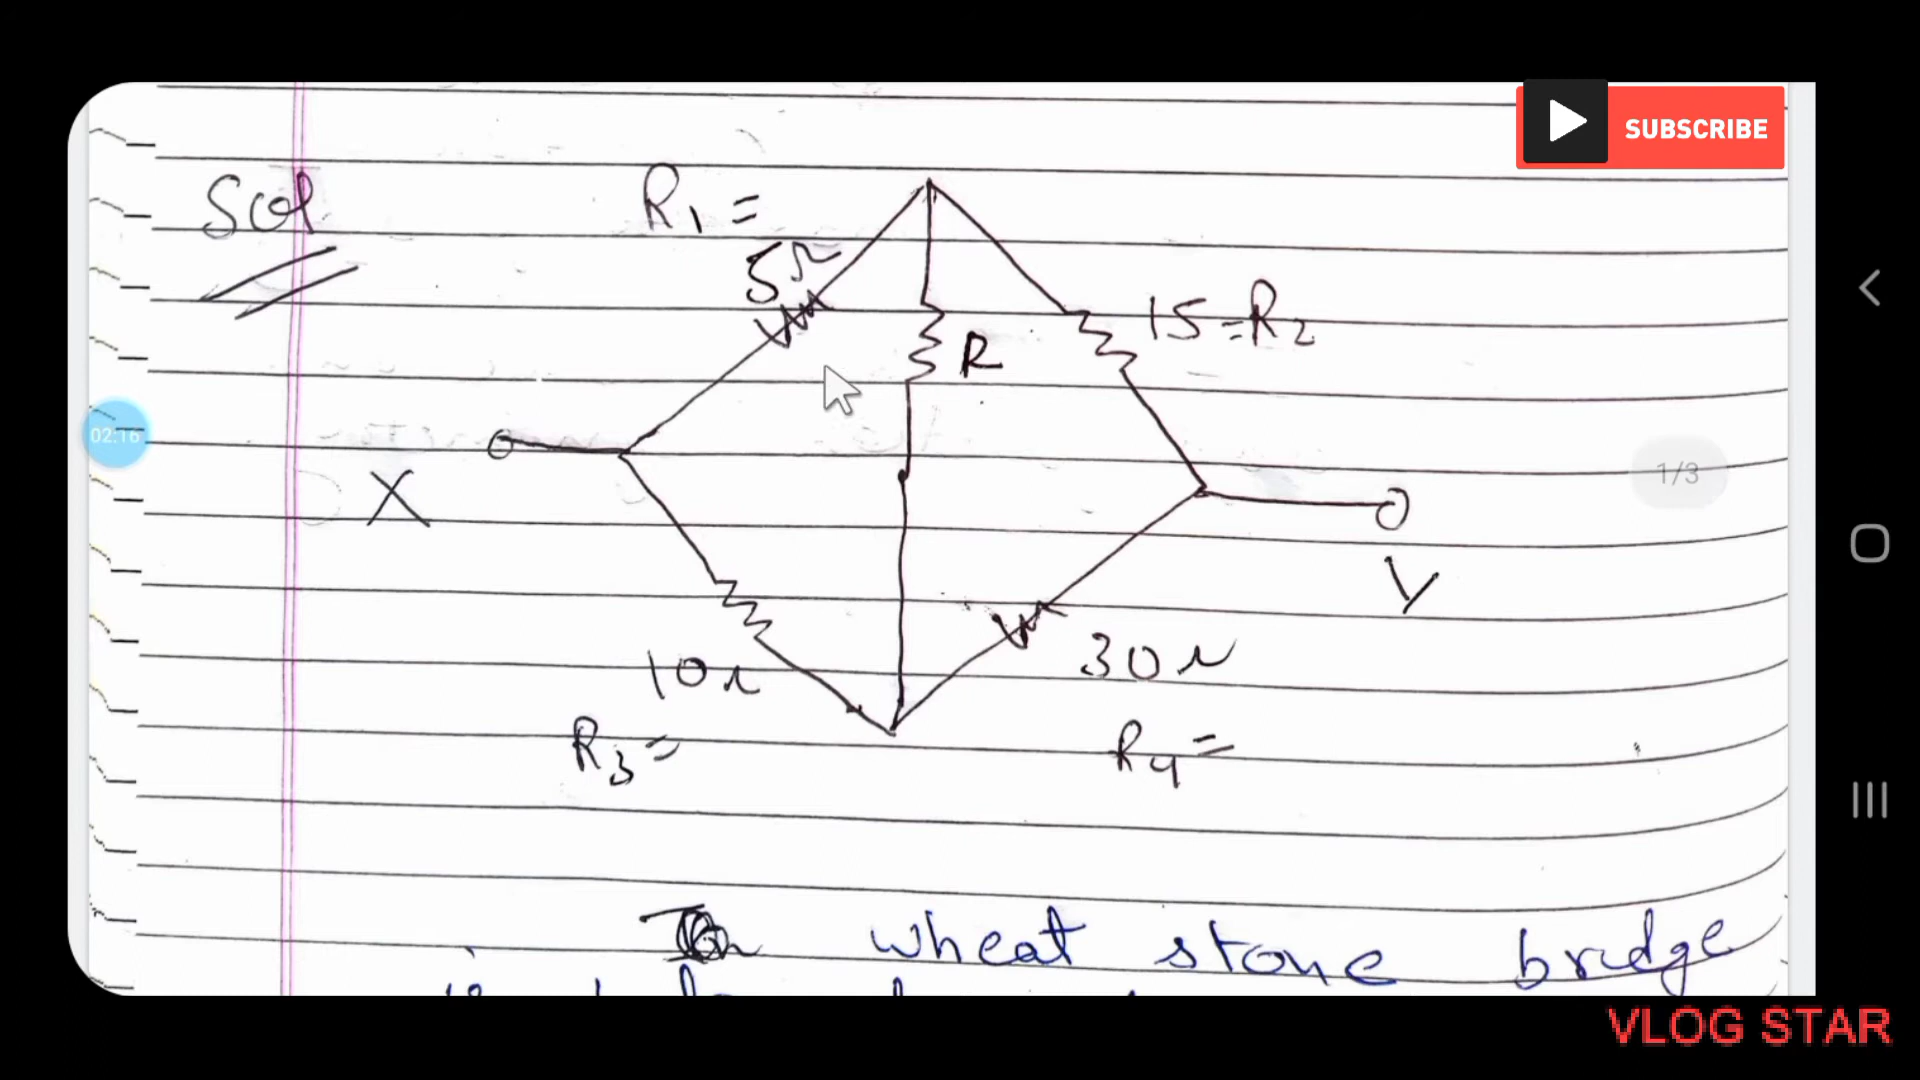 SUBSCRIBE
Sol
R1 =
5Ω
15=R2
R
02:16
1/3
X
Y
10Ω
30Ω
R3 =
R4 =
wheat stone bridge
VLOG STAR